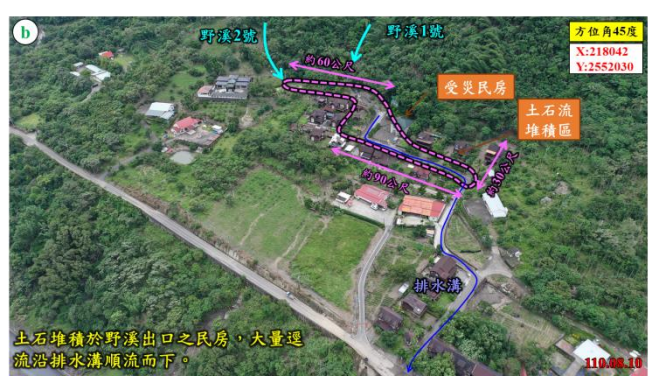 b
野溪2號
野溪1號
方位角45度
X:218042
Y:2552030
約60公尺
受災民房
土石流
堆積區
約90公尺
約30公尺
排水溝
土石堆積於野溪出口之民房，大量逕
流沿排水溝順流而下。
110.08.10